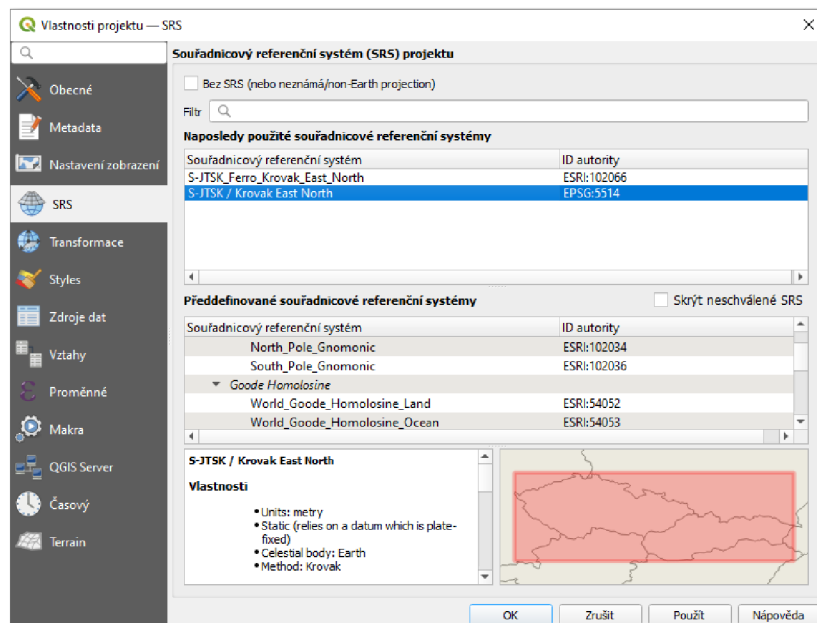 Vlastnosti projektu — SRS
Souřadnicový referenční systém (SRS) projektu
Obecné
Metadata
Nastavení zobrazení
SRS
Transformace
Styles
Zdroje dat
Vztahy
Proměnné
Makra
QGIS Server
Časový
Terrain
Bez SRS (nebo neznámá/non-Earth projection)
Filtr
Naposledy použité souřadnicové referenční systémy
Souřadnicový referenční systém ID autority
S-JTSK_Ferro_Krovak_East_North ESRI:102066
S-JTSK / Krovak East North EPSG:5514
Předdefinované souřadnicové referenční systémy Skrýt neschválené SRS
Souřadnicový referenční systém ID autority
North_Pole_Gnomonic ESRI:102034
South_Pole_Gnomonic ESRI:102036
Goode Homolosine
World_Goode_Homolosine_Land ESRI:54052
World_Goode_Homolosine_Ocean ESRI:54053
S-JTSK / Krovak East North
Vlastnosti
• Units: metry
• Static (relies on a datum which is plate-
fixed)
• Celestial body: Earth
• Method: Krovak
OK Zrušit Použít Nápověda